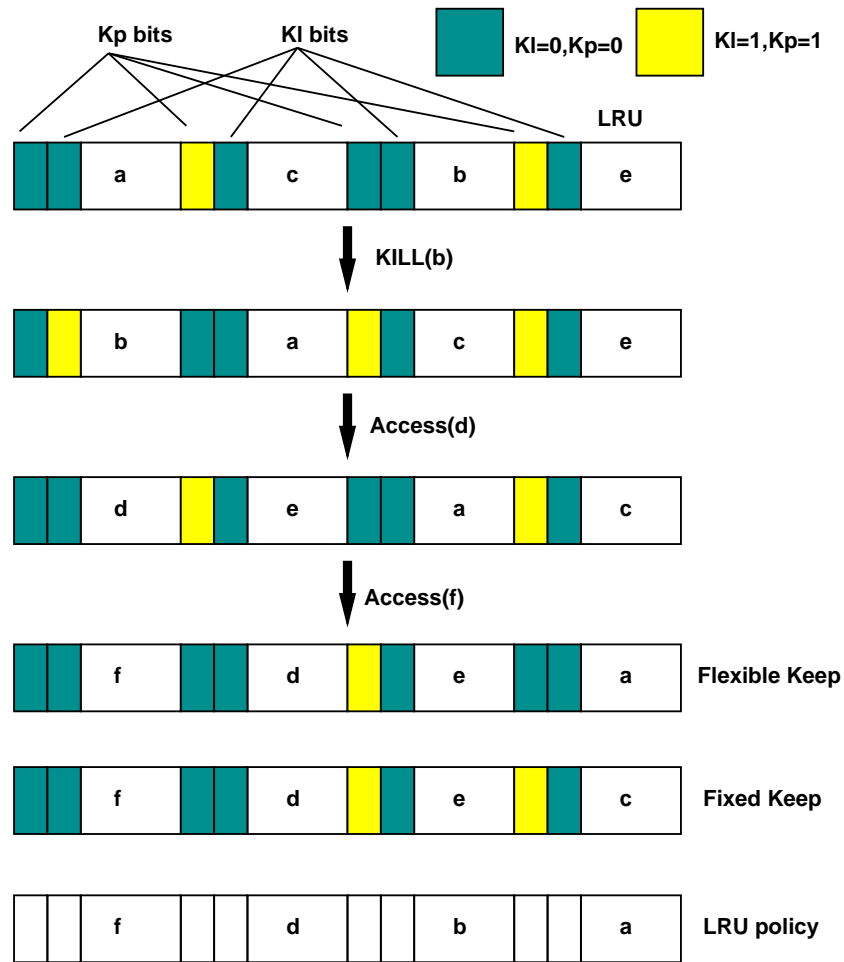 Kp bits
Kl bits
Kl=0,Kp=0
Kl=1,Kp=1
LRU
a c b e
KILL(b)
b a c e
Access(d)
d e a c
Access(f)
f d e a Flexible Keep
f d e c Fixed Keep
f d b a LRU policy